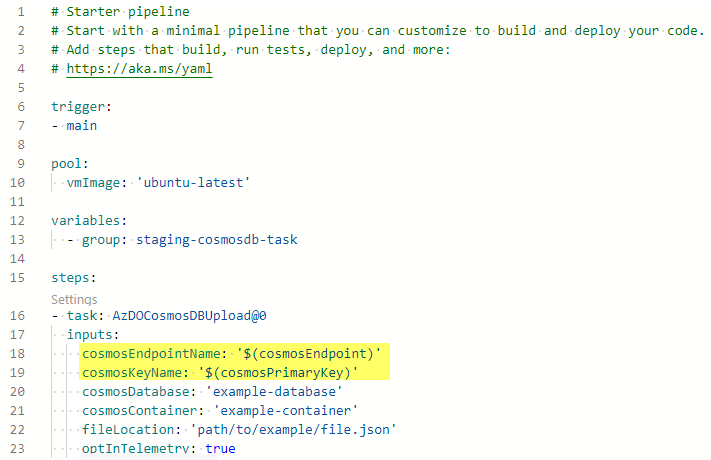 1 # Starter pipeline
2 # Start with a minimal pipeline that you can customize to build and deploy your code.
3 # Add steps that build, run tests, deploy, and more:
4 # https://aka.ms/yaml
5
6 trigger:
7 - main
8
9 pool:
10   vmImage: 'ubuntu-latest'
11
12 variables:
13   - group: staging-cosmosdb-task
14
15 steps:
Settings
16 - task: AzDOCosmosDBUpload@0
17   inputs:
18     cosmosEndpointName: '$(cosmosEndpoint)'
19     cosmosKeyName: '$(cosmosPrimaryKey)'
20     cosmosDatabase: 'example-database'
21     cosmosContainer: 'example-container'
22     fileLocation: 'path/to/example/file.json'
23     optInTelemetry: true